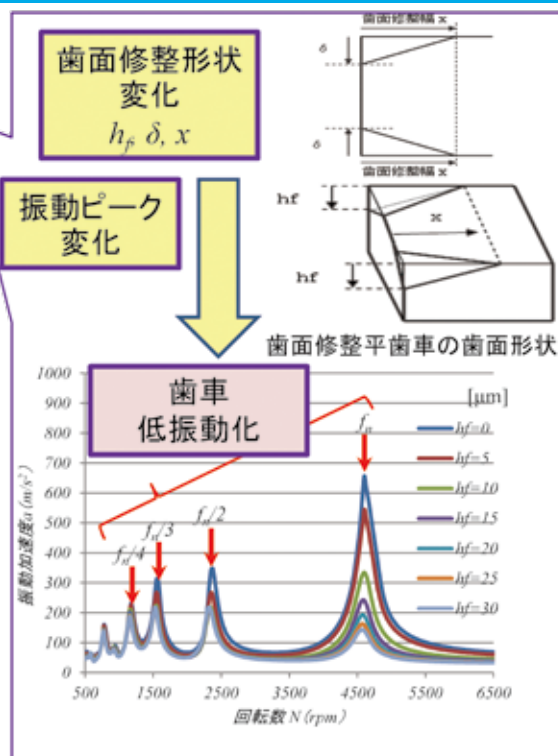 歯面修整形状
変化
hf, δ, x
振動ピーク
変化
歯面修整幅 x
δ
δ
歯面修整幅 x
hf
x
hf
歯面修整平歯車の歯面形状
歯車
低振動化
[μm]
hf=0
hf=5
hf=10
hf=15
hf=20
hf=25
hf=30
fn
fn/2
fn/3
fn/4
振動加速度a(m/s²)
1000
900
800
700
600
500
400
300
200
100
0
500 1500 2500 3500 4500 5500 6500
回転数 N(rpm)